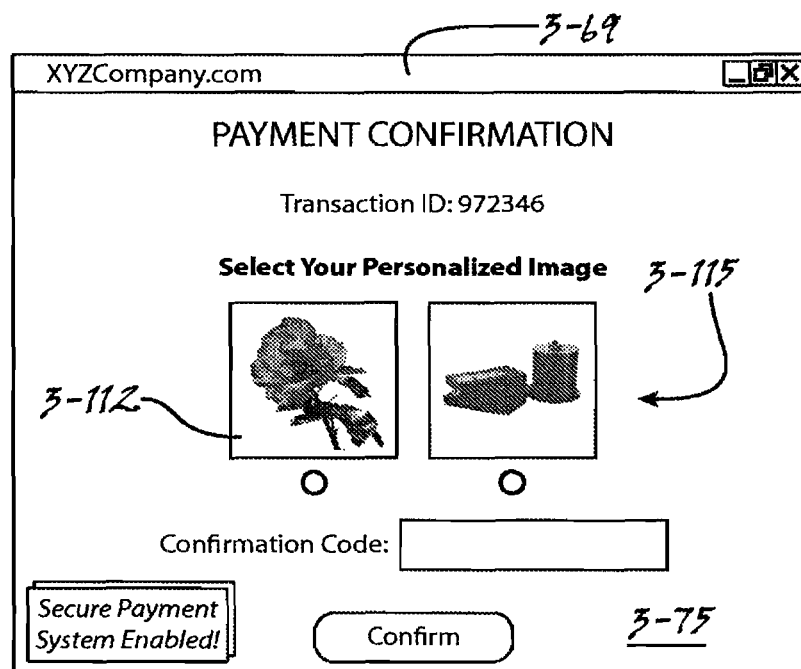 3-69
XYZCompany.com
PAYMENT CONFIRMATION
Transaction ID: 972346
Select Your Personalized Image
3-115
3-112
Confirmation Code:
Secure Payment
System Enabled!
Confirm
3-75